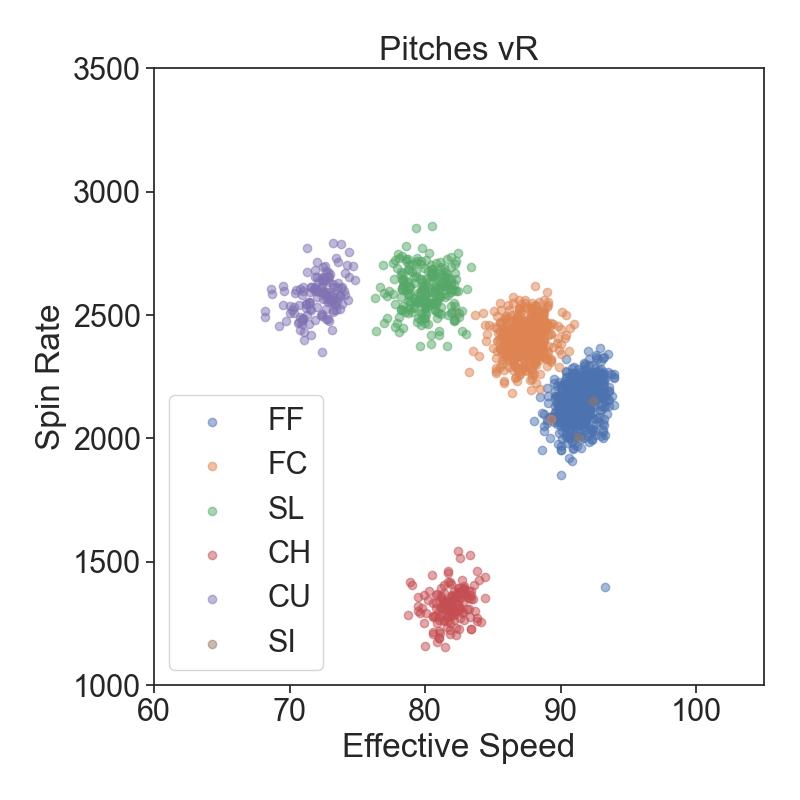 Pitches vR
3500
3000
2500
2000
1500
1000
Spin Rate
FF
FC
SL
CH
CU
SI
60 70 80 90 100
Effective Speed